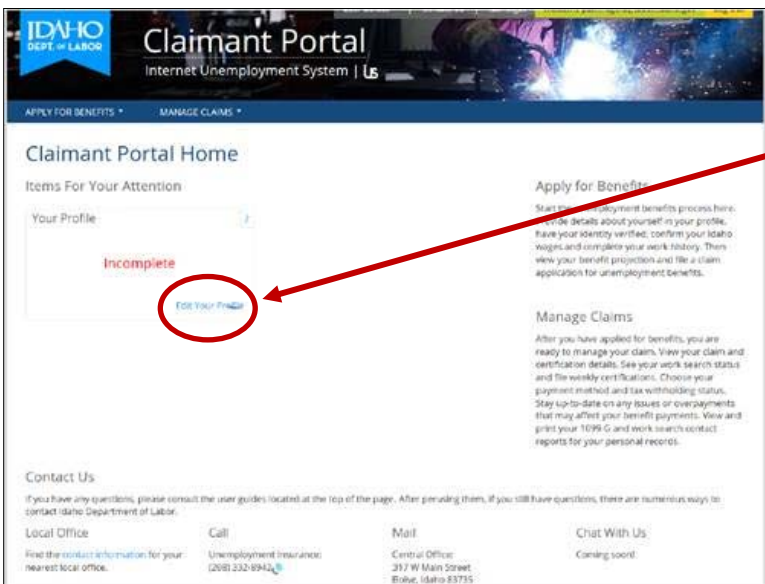 IDAHO
DEPT. OF LABOR
Claimant Portal
Internet Unemployment System | iUS
APPLY FOR BENEFITS
MANAGE CLAIMS
Claimant Portal Home
Items For Your Attention
Your Profile
Incomplete
Edit Your Profile
Apply for Benefits
Start the unemployment benefits process here.
Provide details about yourself in your profile,
have your identity verified, confirm your Idaho
wages and complete your work history. Then
view your benefit projection and file a claim
application for unemployment benefits.
Manage Claims
After you have applied for benefits, you are
ready to manage your claim. View your claim and
certification details. See your work search status
and file weekly certifications. Choose your
payment method and tax withholding status.
Stay up-to-date on any issues or overpayments
that may affect your benefit payments. View and
print your 1099 G and work search contact
reports for your personal records.
Contact Us
If you have any questions, please consult the user guides located at the top of the page. After perusing them, if you still have questions, there are numerous ways to
contact Idaho Department of Labor.
Local Office
Find the contact information for your
nearest local office.
Call
Unemployment Insurance:
(208) 332-8942
Mail
Central Office:
317 W Main Street
Boise, Idaho 83735
Chat With Us
Coming soon!